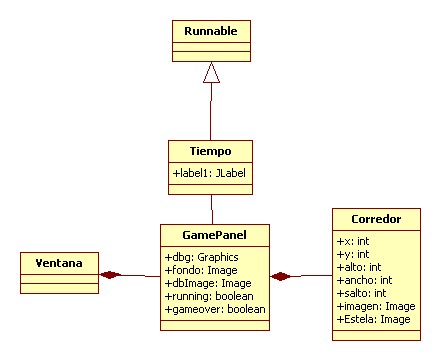 Runnable
Tiempo
+label1: JLabel
GamePanel
+dbg: Graphics
+fondo: Image
+dbImage: Image
+running: boolean
+gameover: boolean
Ventana
Corredor
+x: int
+y: int
+alto: int
+ancho: int
+salto: int
+imagen: Image
+Estela: Image